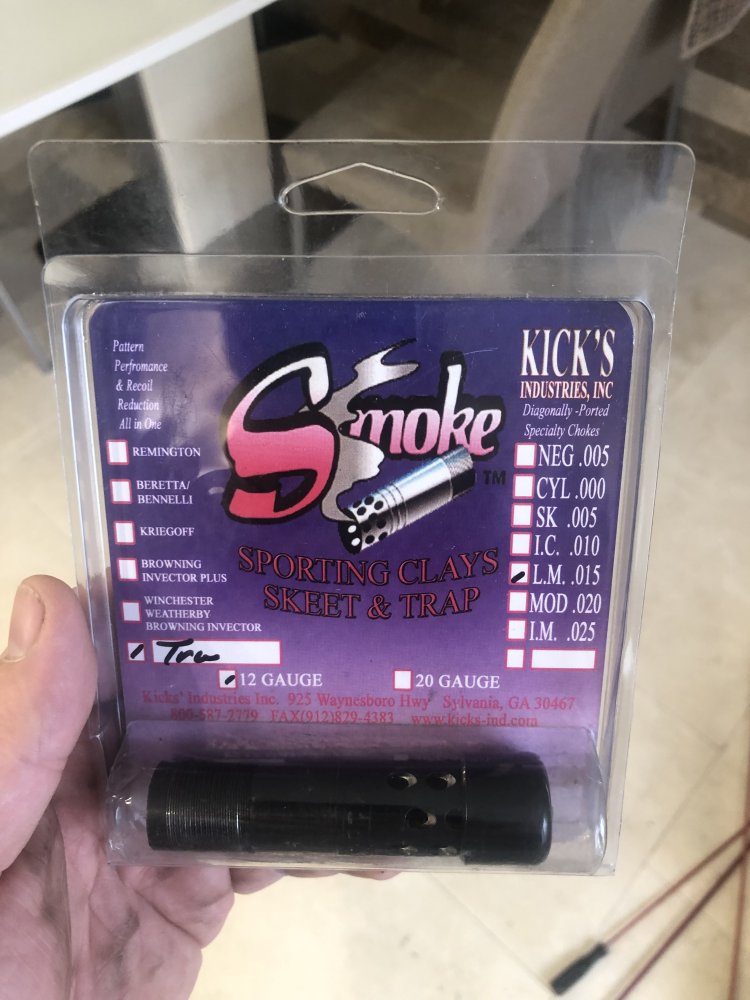 Pattern
Perfromance
& Recoil
Reduction
All in One
Smoke TM
KICK'S
INDUSTRIES, INC
Diagonally -Ported
Specialty Chokes
REMINGTON
BERETTA/
BENNELLI
KRIEGOFF
BROWNING
INVECTOR PLUS
WINCHESTER
WEATHERBY
BROWNING INVECTOR
Tru
SPORTING CLAYS
SKEET & TRAP
NEG .005
CYL .000
SK .005
I.C. .010
L.M. .015
MOD .020
I.M. .025
12 GAUGE
20 GAUGE
Kicks' Industries Inc. 925 Waynesboro Hwy Sylvania, GA 30467
800-587-2779 FAX(912)829-4383 www.kicks-ind.com